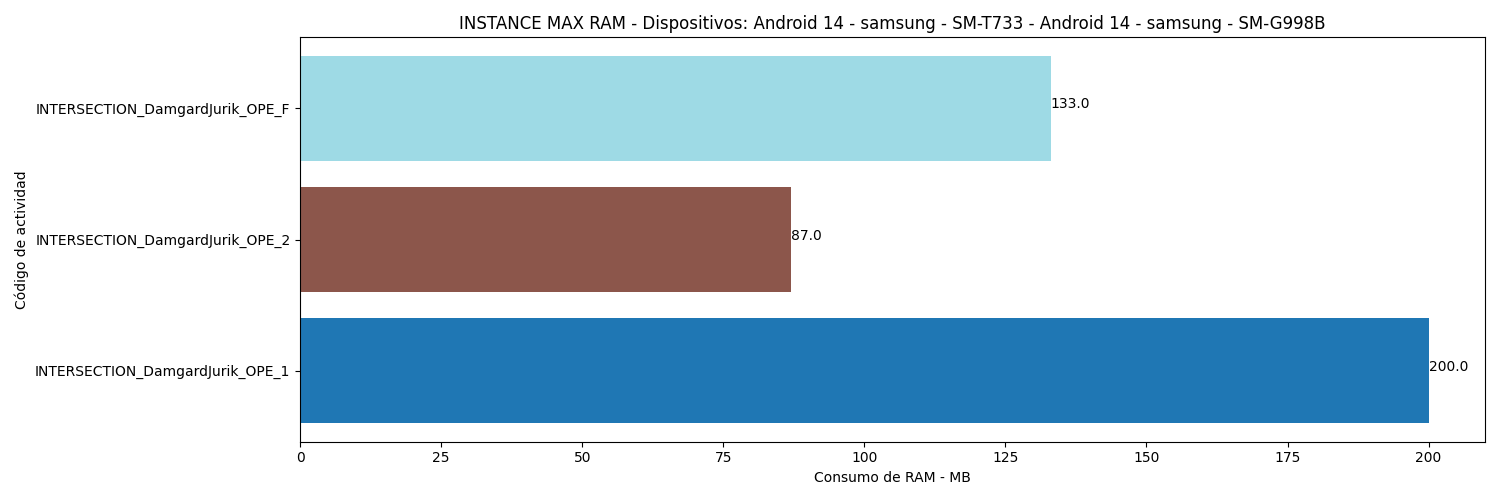 INSTANCE MAX RAM - Dispositivos: Android 14 - samsung - SM-T733 - Android 14 - samsung - SM-G998B
Código de actividad
INTERSECTION_DamgardJurik_OPE_F
133.0
INTERSECTION_DamgardJurik_OPE_2
87.0
INTERSECTION_DamgardJurik_OPE_1
200.0
0 25 50 75 100 125 150 175 200
Consumo de RAM - MB